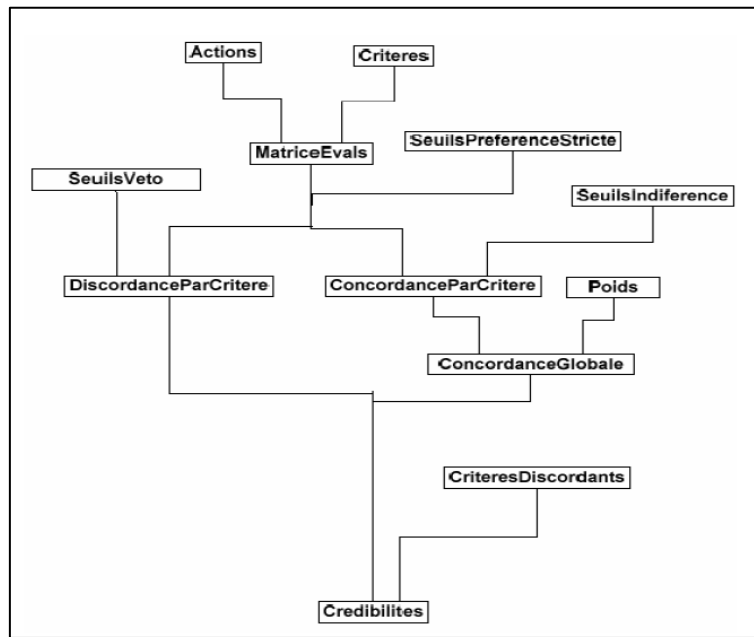 Actions
Criteres
MatriceEvals
SeuilsPreferenceStricte
SeuilsVeto
SeuilsIndiference
DiscordanceParCritere
ConcordanceParCritere
Poids
ConcordanceGlobale
CriteresDiscordants
Credibilites